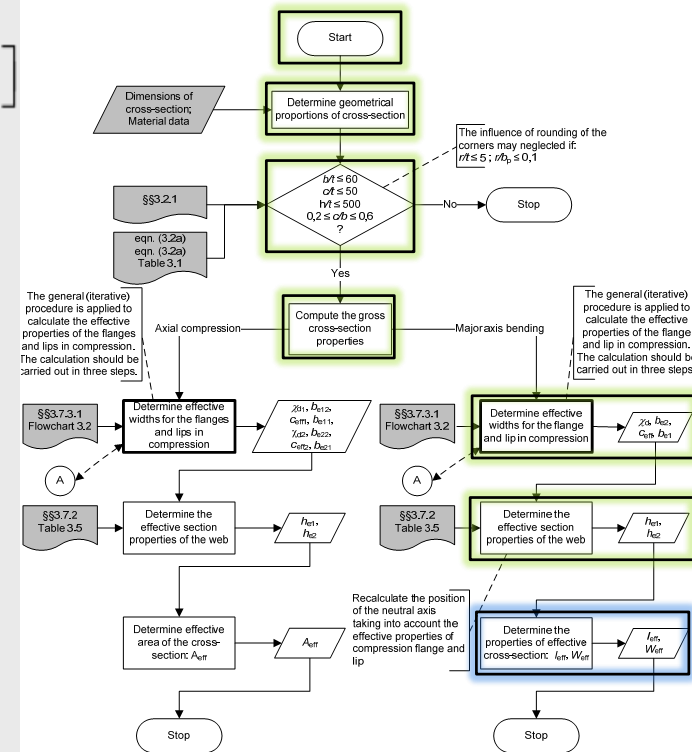 Start
Dimensions of
cross-section;
Material data
Determine geometrical
proportions of cross-section
The influence of rounding of the
corners may neglected if:
r/t ≤ 5 ; r/bp ≤ 0,1
b/t ≤ 60
c/t ≤ 50
h/t ≤ 500
0,2 ≤ c/b ≤ 0,6
?
§§3.2.1
No
Stop
eqn. (3.2a)
eqn. (3.2a)
Table 3.1
Yes
The general (iterative)
procedure is applied to
calculate the effective
properties of the flanges
and lips in compression.
The calculation should be
carried out in three steps.
Axial compression
Compute the gross
cross-section
properties
Major axis bending
The general (iterative)
procedure is applied to
calculate the effective
properties of the flange
and lip in compression.
The calculation should be
carried out in three steps
§§3.7.3.1
Flowchart 3.2
Determine effective
widths for the flanges
and lips in
compression
χd1, be12,
ceff1, be11,
χd2, be22,
ceff2, be21
§§3.7.3.1
Flowchart 3.2
Determine effective
widths for the flange
and lip in compression
χd, be2,
ceff, be1
A
A
§§3.7.2
Table 3.5
Determine the
effective section
properties of the web
he1,
he2
§§3.7.2
Table 3.5
Determine the
effective section
properties of the web
he1,
he2
Recalculate the position
of the neutral axis
taking into account the
effective properties of
compression flange and
lip
Determine effective
area of the cross-
section: Aeff
Aeff
Determine the
properties of effective
cross-section: Ieff, Weff
Ieff,
Weff
Stop
Stop